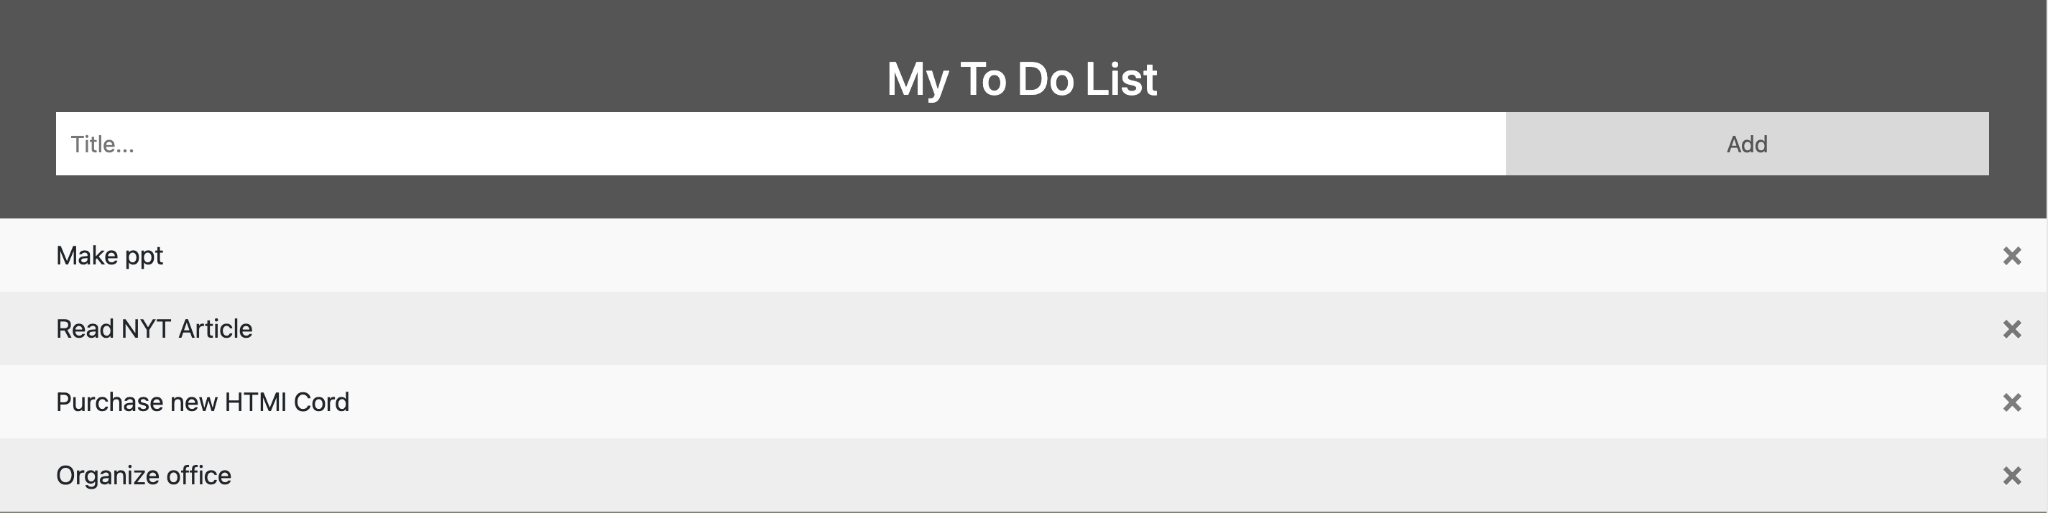 My To Do List
Title...
Add
Make ppt
Read NYT Article
Purchase new HTMI Cord
Organize office